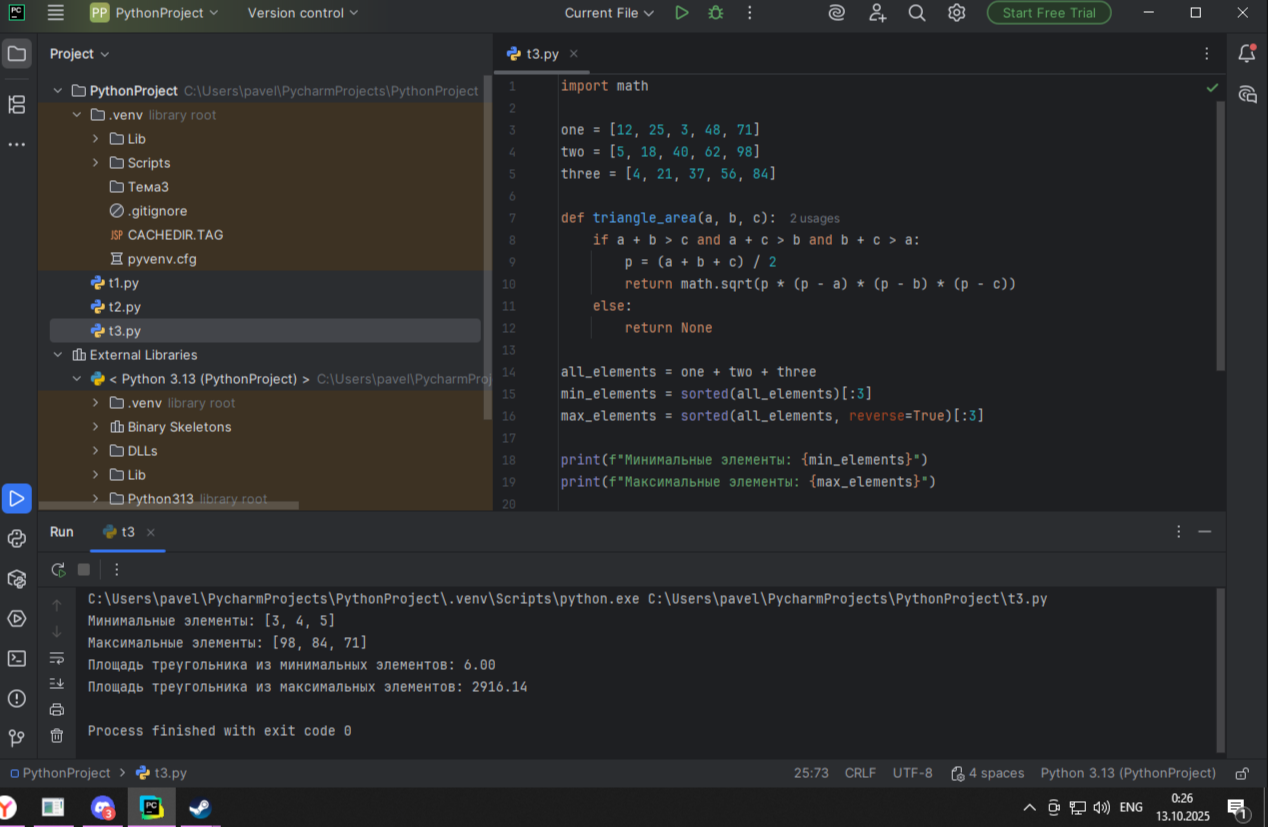 PC PP PythonProject Version control Current File Start Free Trial
Project
t3.py
PythonProject C:\Users\pavel\PycharmProjects\PythonProject
.venv library root
Lib
Scripts
Тема3
.gitignore
JSP CACHEDIR.TAG
pyvenv.cfg
t1.py
t2.py
t3.py
External Libraries
< Python 3.13 (PythonProject) > C:\Users\pavel\PycharmProj
.venv library root
Binary Skeletons
DLLs
Lib
Python313 library root
1 import math
2
3 one = [12, 25, 3, 48, 71]
4 two = [5, 18, 40, 62, 98]
5 three = [4, 21, 37, 56, 84]
6
7 def triangle_area(a, b, c): 2 usages
8 if a + b > c and a + c > b and b + c > a:
9 p = (a + b + c) / 2
10 return math.sqrt(p * (p - a) * (p - b) * (p - c))
11 else:
12 return None
13
14 all_elements = one + two + three
15 min_elements = sorted(all_elements)[:3]
16 max_elements = sorted(all_elements, reverse=True)[:3]
17
18 print(f"Минимальные элементы: {min_elements}")
19 print(f"Максимальные элементы: {max_elements}")
20
Run t3
C:\Users\pavel\PycharmProjects\PythonProject\.venv\Scripts\python.exe C:\Users\pavel\PycharmProjects\PythonProject\t3.py
Минимальные элементы: [3, 4, 5]
Максимальные элементы: [98, 84, 71]
Площадь треугольника из минимальных элементов: 6.00
Площадь треугольника из максимальных элементов: 2916.14
Process finished with exit code 0
PythonProject > t3.py 25:73 CRLF UTF-8 4 spaces Python 3.13 (PythonProject)
Y 3 PC ENG 0:26 1
13.10.2025